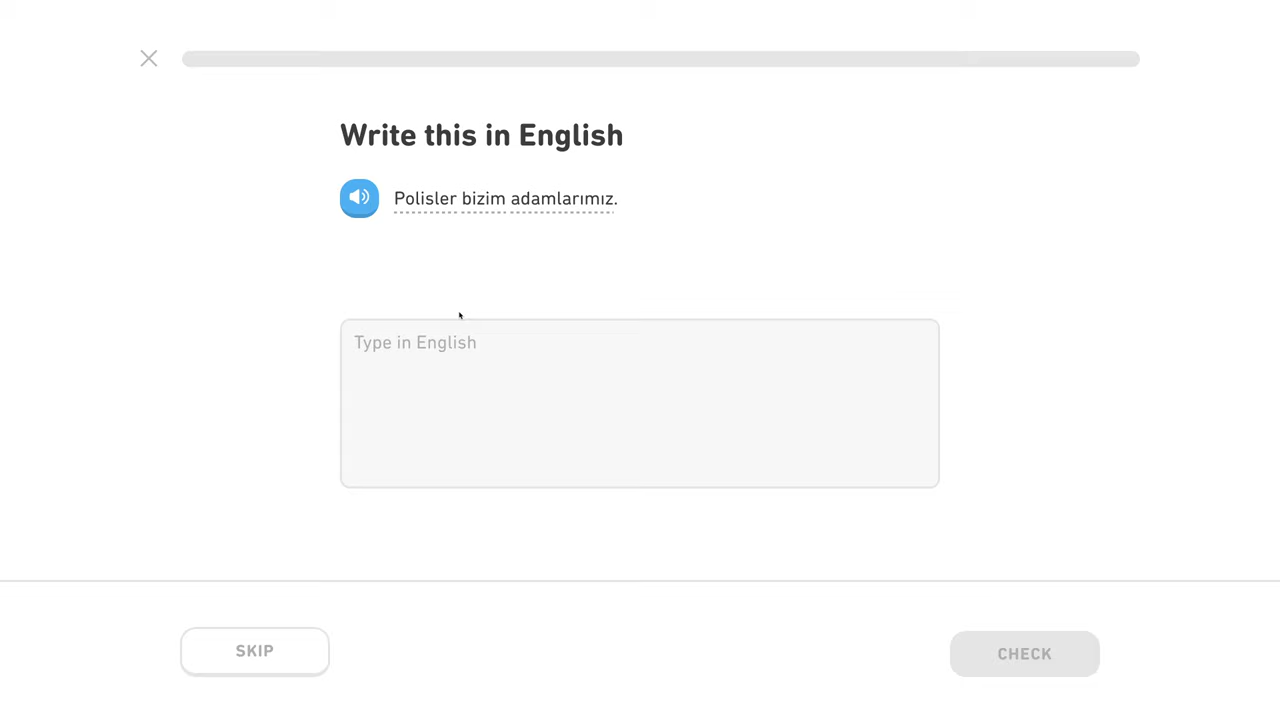 Write this in English
Polisler bizim adamlarımız.
Type in English
SKIP
CHECK